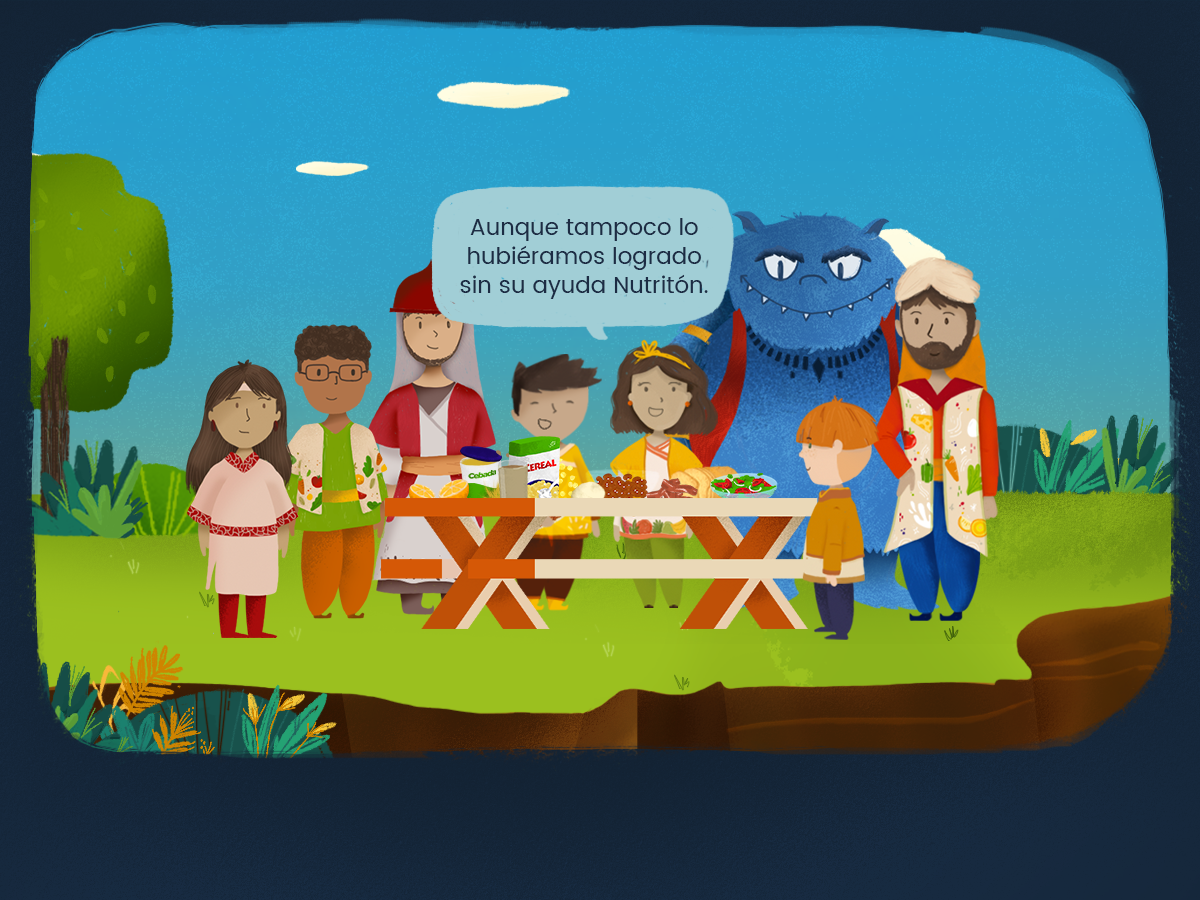 Aunque tampoco lo
hubiéramos logrado,
sin su ayuda Nutritón.
Cebada
CEREAL